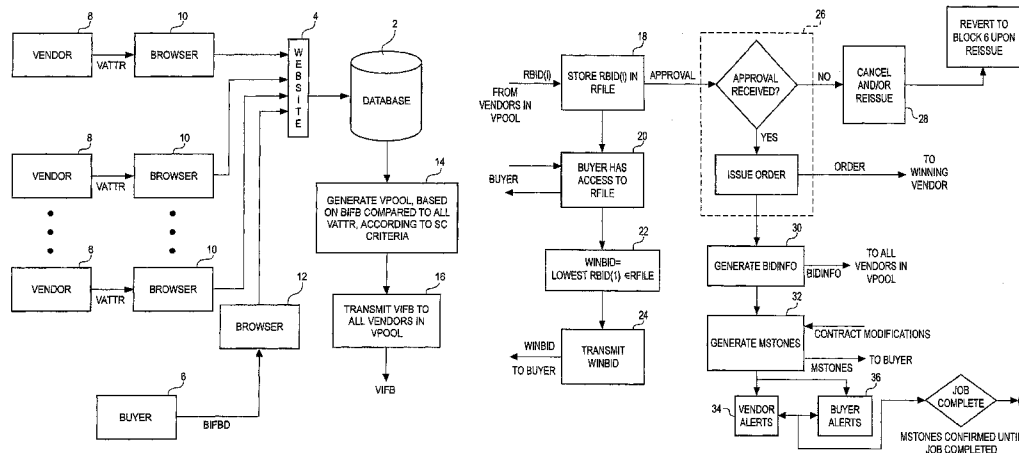 8
VENDOR
VATTR
10
BROWSER
4
WEBSITE
2
DATABASE
8
VENDOR
VATTR
10
BROWSER
8
VENDOR
VATTR
10
BROWSER
12
BROWSER
6
BUYER
BIFBD
14
GENERATE VPOOL, BASED
ON BIFB COMPARED TO ALL
VATTR, ACCORDING TO SC
CRITERIA
16
TRANSMIT VIFB TO
ALL VENDORS IN
VPOOL
VIFB
18
RBID(i)
FROM
VENDORS IN
VPOOL
STORE RBID(i) IN
RFILE
APPROVAL
20
BUYER
BUYER HAS
ACCESS TO
RFILE
22
WINBID=
LOWEST RBID(1) ∈RFILE
24
TRANSMIT
WINBID
WINBID
TO BUYER
26
APPROVAL
RECEIVED?
NO
YES
CANCEL
AND/OR
REISSUE
28
REVERT TO
BLOCK 6 UPON
REISSUE
ISSUE ORDER
ORDER
TO
WINNING
VENDOR
30
GENERATE BIDINFO
BIDINFO
TO ALL
VENDORS IN
VPOOL
32
GENERATE MSTONES
CONTRACT MODIFICATIONS
MSTONES
TO BUYER
34
VENDOR
ALERTS
36
BUYER
ALERTS
JOB
COMPLETE
MSTONES CONFIRMED UNTIL
JOB COMPLETED